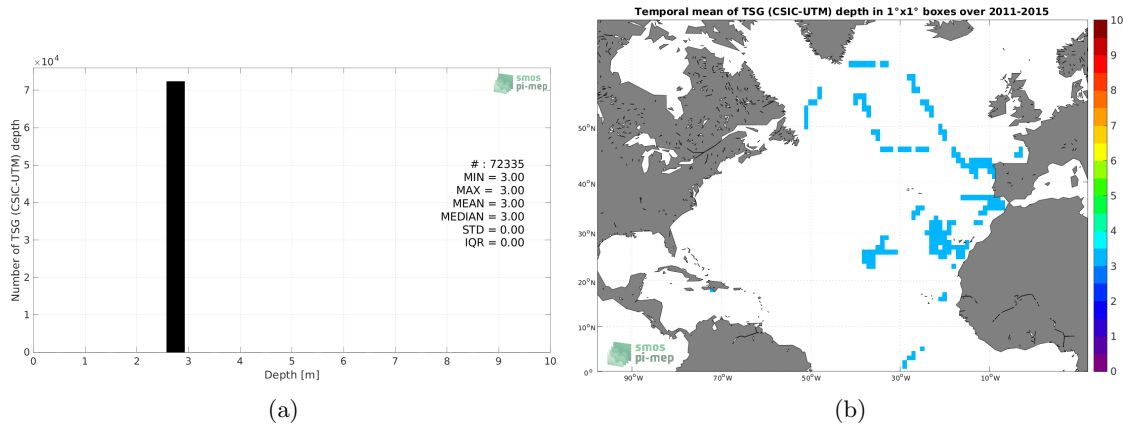 ×10⁴
7
6
5
4
3
2
1
0
Number of TSG (CSIC-UTM) depth
smos
pi-mep
# : 72335
MIN = 3.00
MAX = 3.00
MEAN = 3.00
MEDIAN = 3.00
STD = 0.00
IQR = 0.00
0 1 2 3 4 5 6 7 8 9 10
Depth [m]
(a)
Temporal mean of TSG (CSIC-UTM) depth in 1°x1° boxes over 2011-2015
50°N
40°N
30°N
20°N
10°N
0°
smos
pi-mep
90°W 70°W 50°W 30°W 10°W
10
9
8
7
6
5
4
3
2
1
0
(b)